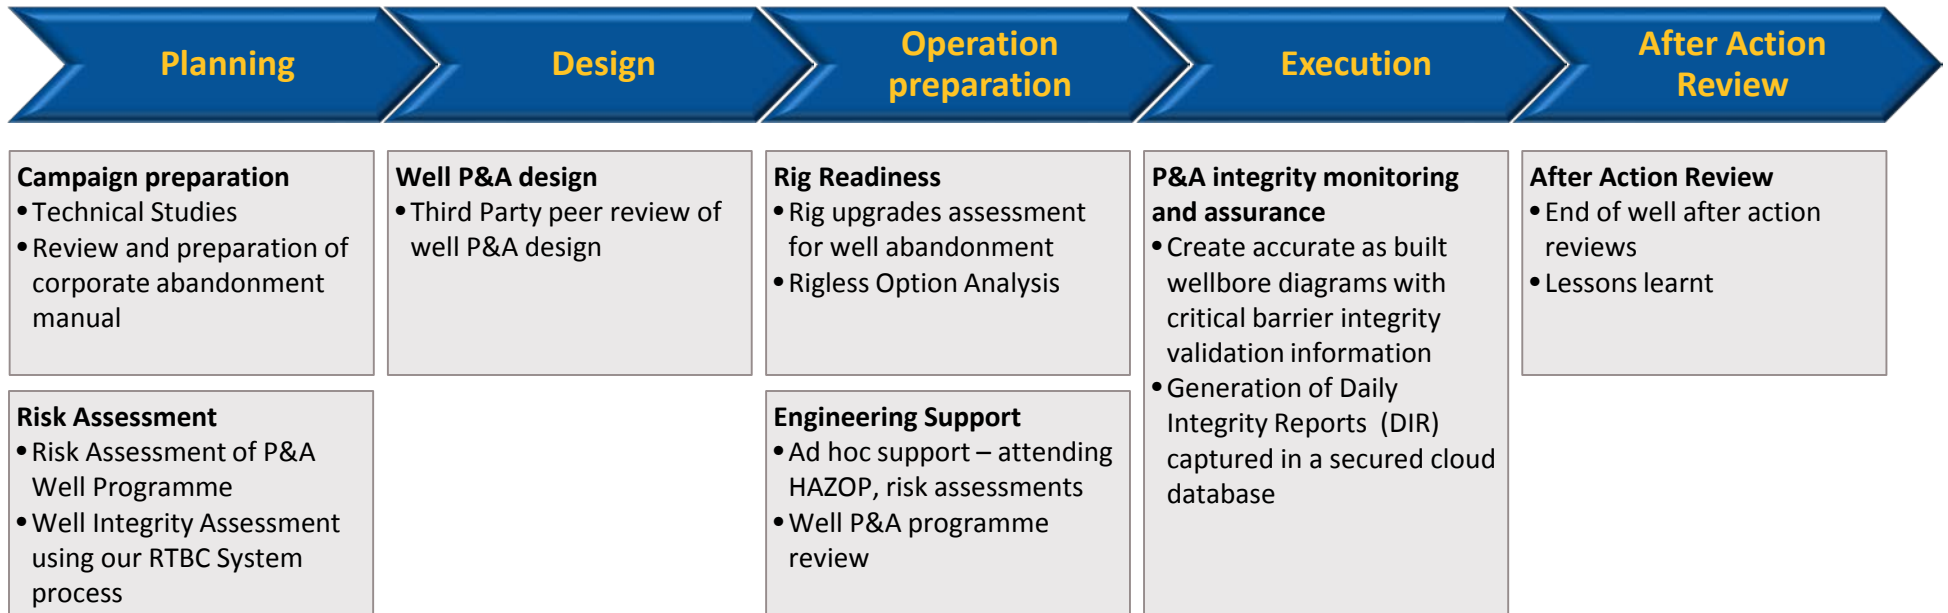 Planning
Design
Operation
preparation
Execution
After Action
Review
Campaign preparation
• Technical Studies
• Review and preparation of
corporate abandonment
manual
Risk Assessment
• Risk Assessment of P&A
Well Programme
• Well Integrity Assessment
using our RTBC System
process
Well P&A design
• Third Party peer review of
well P&A design
Rig Readiness
• Rig upgrades assessment
for well abandonment
• Rigless Option Analysis
Engineering Support
• Ad hoc support – attending
HAZOP, risk assessments
• Well P&A programme
review
P&A integrity monitoring
and assurance
• Create accurate as built
wellbore diagrams with
critical barrier integrity
validation information
• Generation of Daily
Integrity Reports (DIR)
captured in a secured cloud
database
After Action Review
• End of well after action
reviews
• Lessons learnt